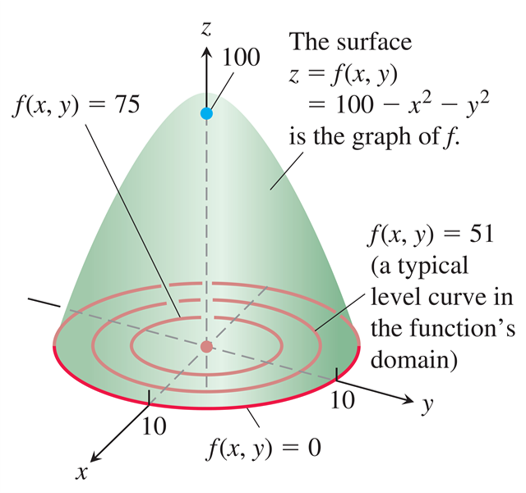 z
100
The surface
z = f(x, y)
= 100 − x² − y²
is the graph of f.
f(x, y) = 75
f(x, y) = 51
(a typical
level curve in
the function's
domain)
10
y
10
f(x, y) = 0
x